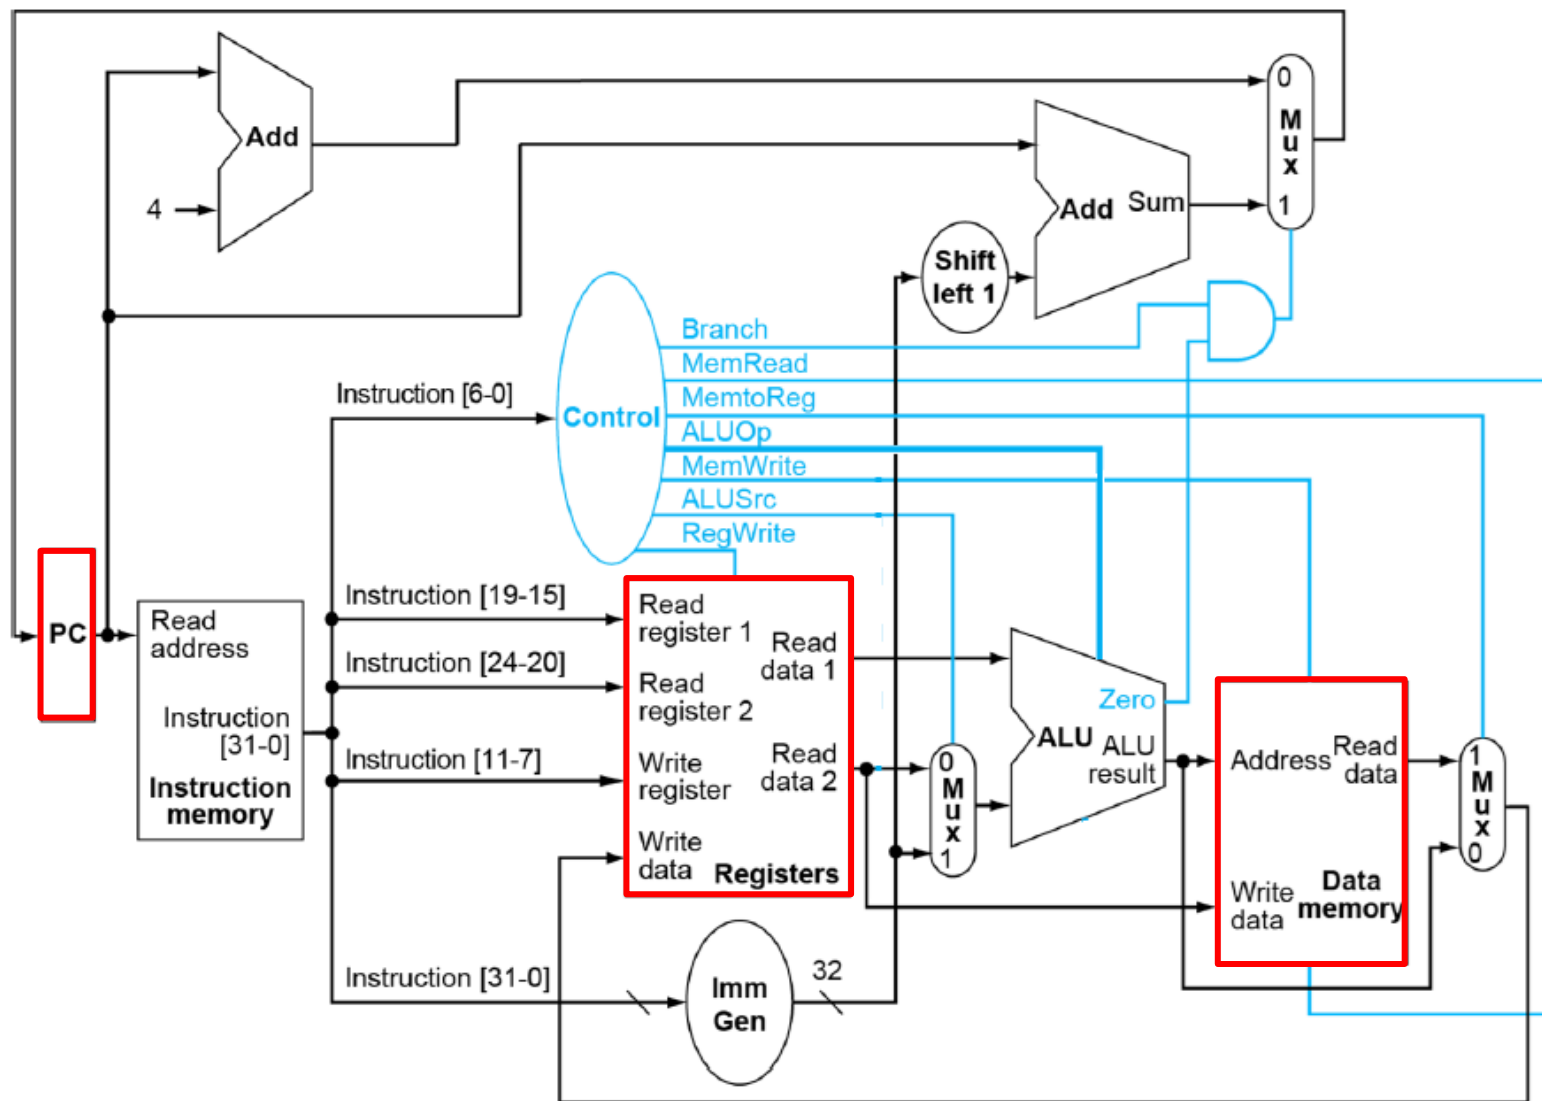 Add
4
0
Mux
1
Add Sum
Shift
left 1
Branch
MemRead
MemtoReg
ALUOp
MemWrite
ALUSrc
RegWrite
Control
Instruction [6-0]
PC
Read
address
Instruction
[31-0]
Instruction
memory
Instruction [19-15]
Instruction [24-20]
Instruction [11-7]
Instruction [31-0]
Read
register 1
Read
register 2
Write
register
Write
data
Read
data 1
Read
data 2
Registers
Imm
Gen
32
0
Mux
1
Zero
ALU
ALU
result
Address
Read
data
Write
data
Data
memory
1
Mux
0